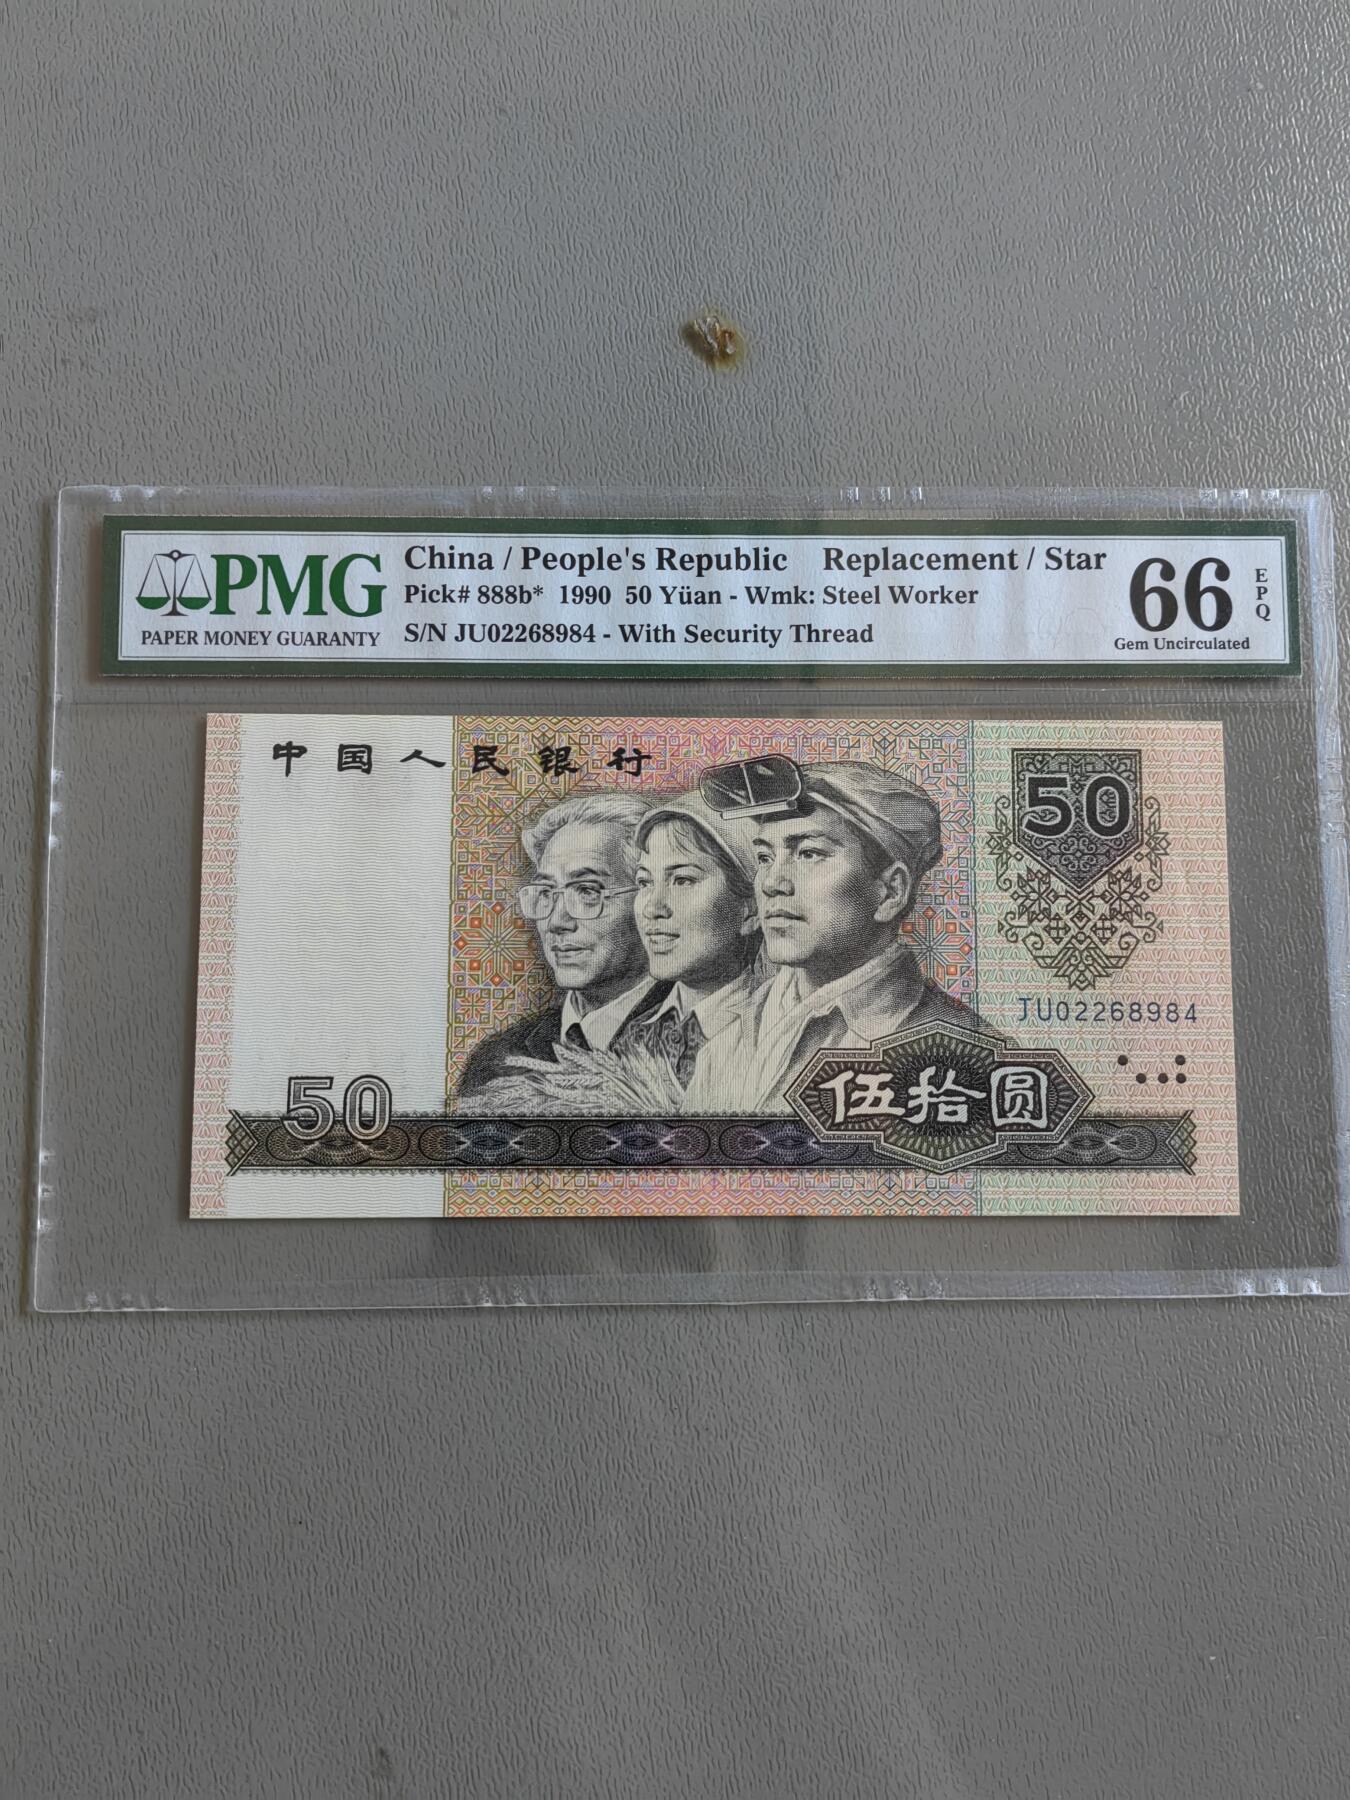 PMG
PAPER MONEY GUARANTY
China / People's Republic Replacement / Star
Pick# 888b* 1990 50 Yüan - Wmk: Steel Worker
S/N JU02268984 - With Security Thread
66
EPQ
Gem Uncirculated
中国人民银行
50
JU02268984
50
伍拾圆